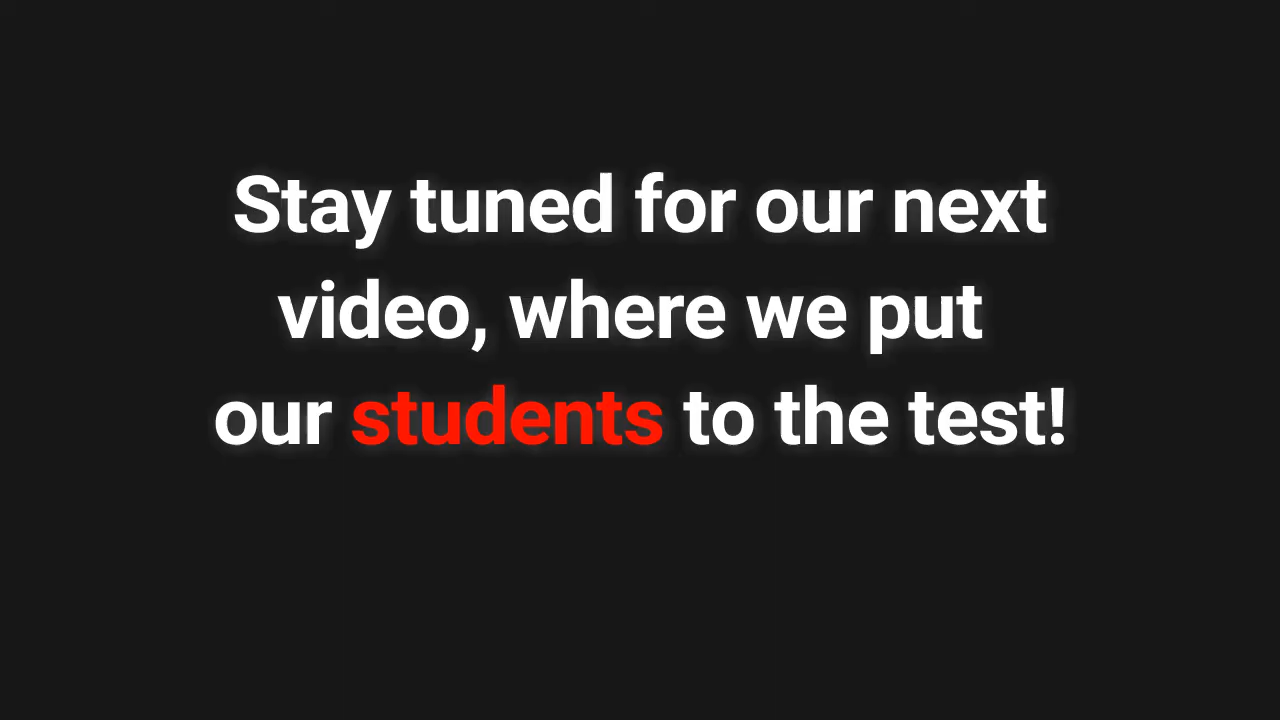 Stay tuned for our next
video, where we put
our students to the test!